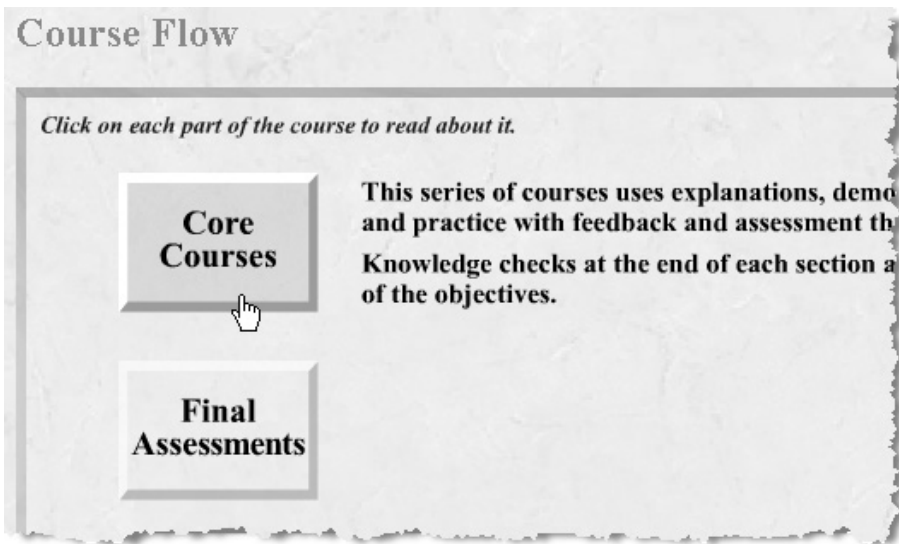 Course Flow
Click on each part of the course to read about it.
Core
Courses
This series of courses uses explanations, demo
and practice with feedback and assessment th
Knowledge checks at the end of each section a
of the objectives.
Final
Assessments